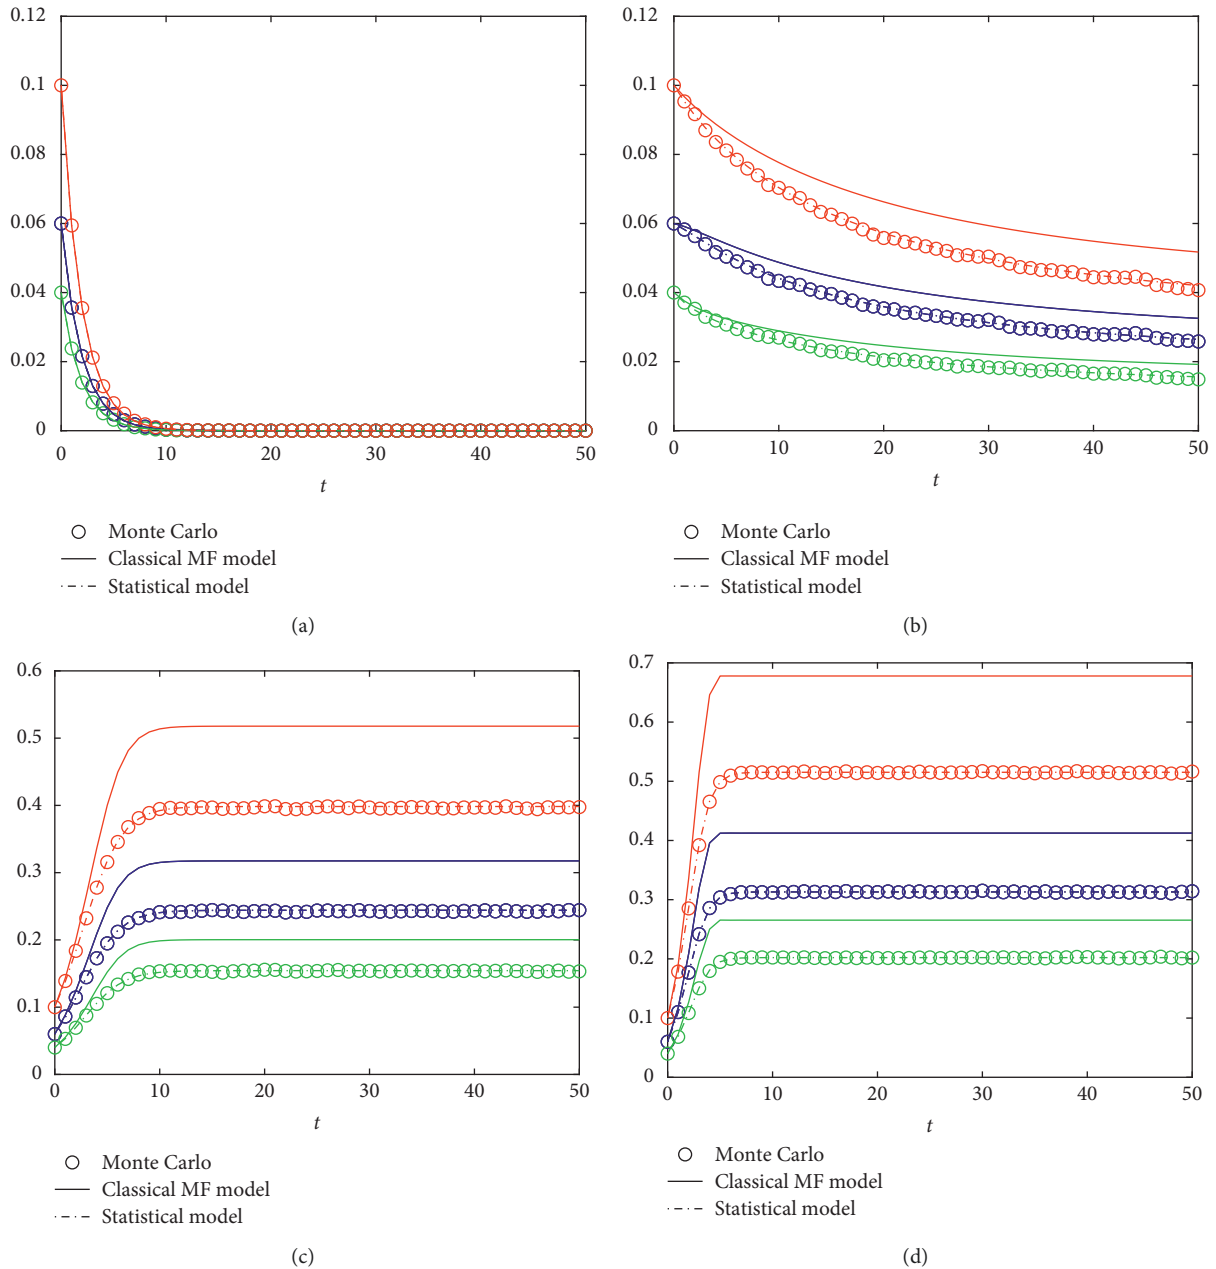 0.12
0.1
0.08
0.06
0.04
0.02
0
0 10 20 30 40 50
t
Monte Carlo
Classical MF model
Statistical model
(a)
0.12
0.1
0.08
0.06
0.04
0.02
0
0 10 20 30 40 50
t
Monte Carlo
Classical MF model
Statistical model
(b)
0.6
0.5
0.4
0.3
0.2
0.1
0
0 10 20 30 40 50
t
Monte Carlo
Classical MF model
Statistical model
(c)
0.7
0.6
0.5
0.4
0.3
0.2
0.1
0
0 10 20 30 40 50
t
Monte Carlo
Classical MF model
Statistical model
(d)